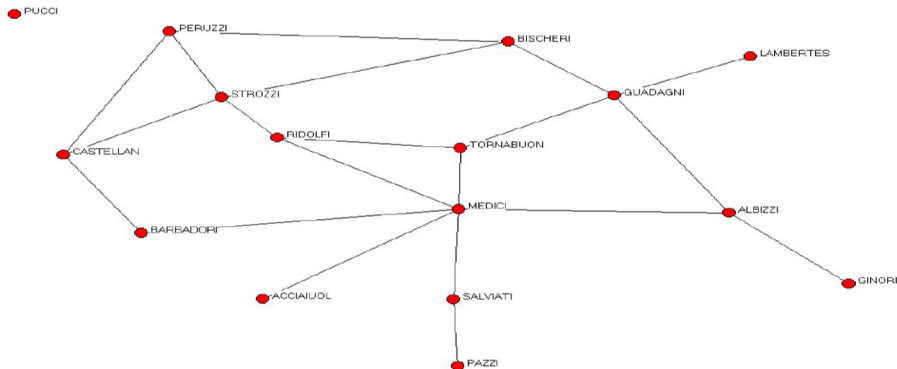 PUCCI
PERUZZI
BISCHERI
LAMBERTES
STROZZI
GUADAGNI
RIDOLFI
TORNABUON
CASTELLAN
MEDICI
ALBIZZI
BARBADORI
GINORI
ACCIAIUOL
SALVIATI
PAZZI